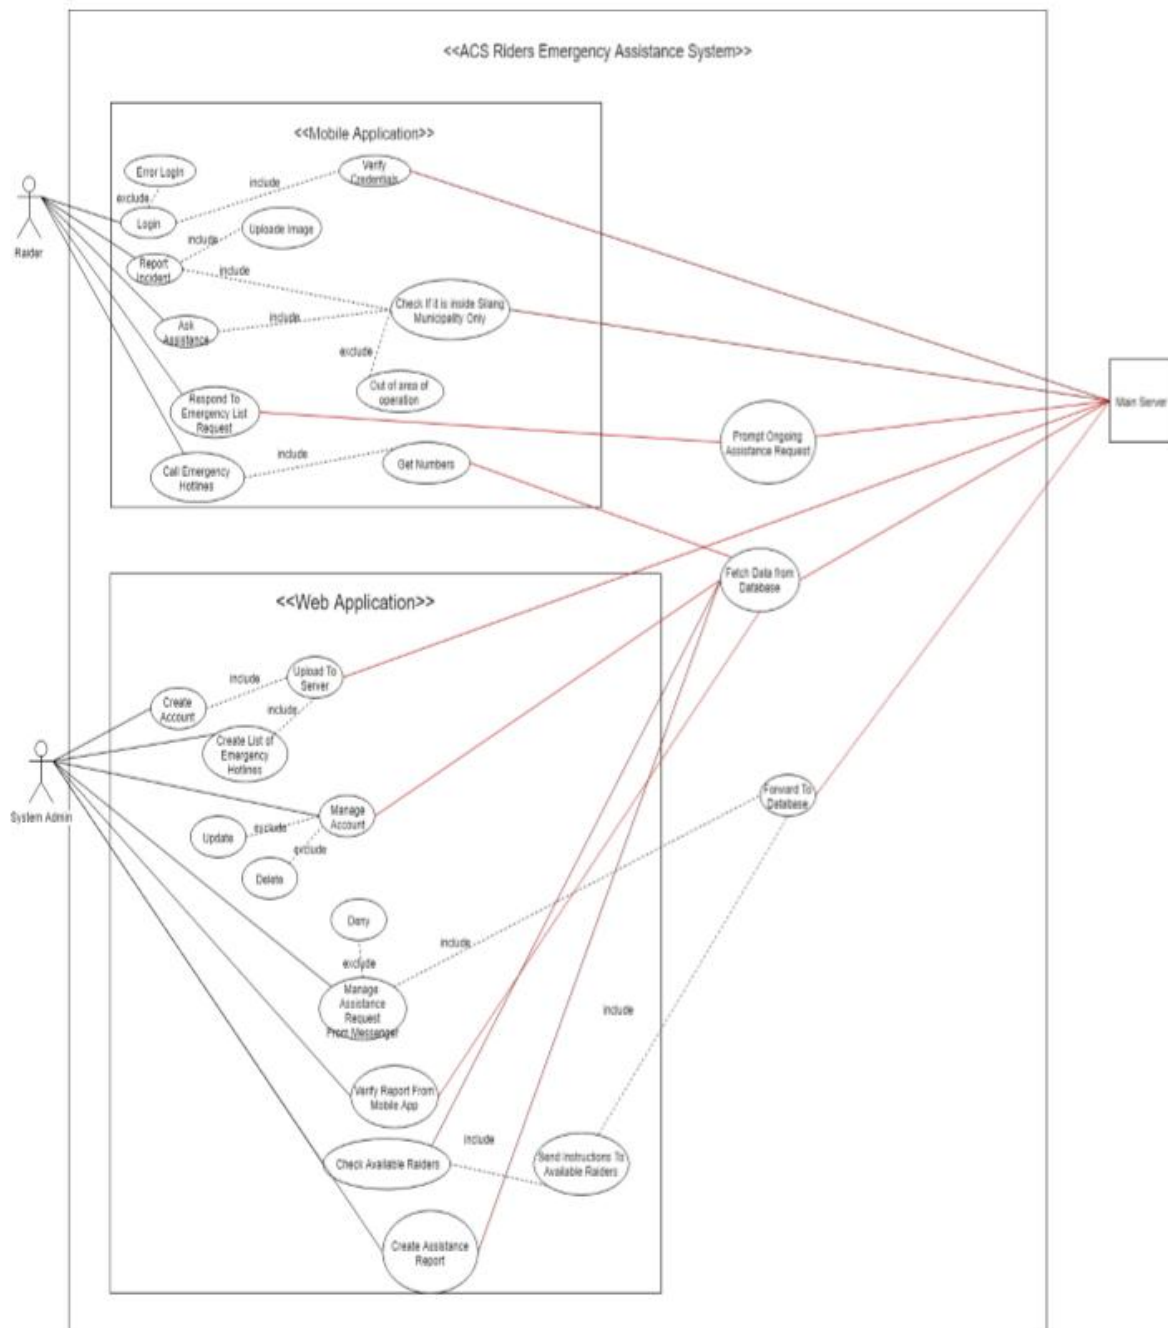 <<ACS Riders Emergency Assistance System>>
<<Mobile Application>>
Error Login
exclude
Login
include
Verify
Credentials
Raider
include
Uploade Image
Report
Incident
include
Ask
Assistance
include
Check If it is inside Silang
Municipality Only
exclude
Out of area of
operation
Respond To
Emergency List
Request
Prompt Ongoing
Assistance Request
Main Server
Call Emergency
Hotlines
include
Get Numbers
Fetch Data from
Database
<<Web Application>>
Create
Account
include
Upload To
Server
include
Create List of
Emergency
Hotlines
System Admin
Manage
Account
exclude
Update
exclude
Delete
Forward To
Database
Deny
exclude
include
Manage
Assistance
Request
From Messenger
include
Verify Report From
Mobile App
Check Available Raiders
include
Send Instructions To
Available Raiders
Create Assistance
Report